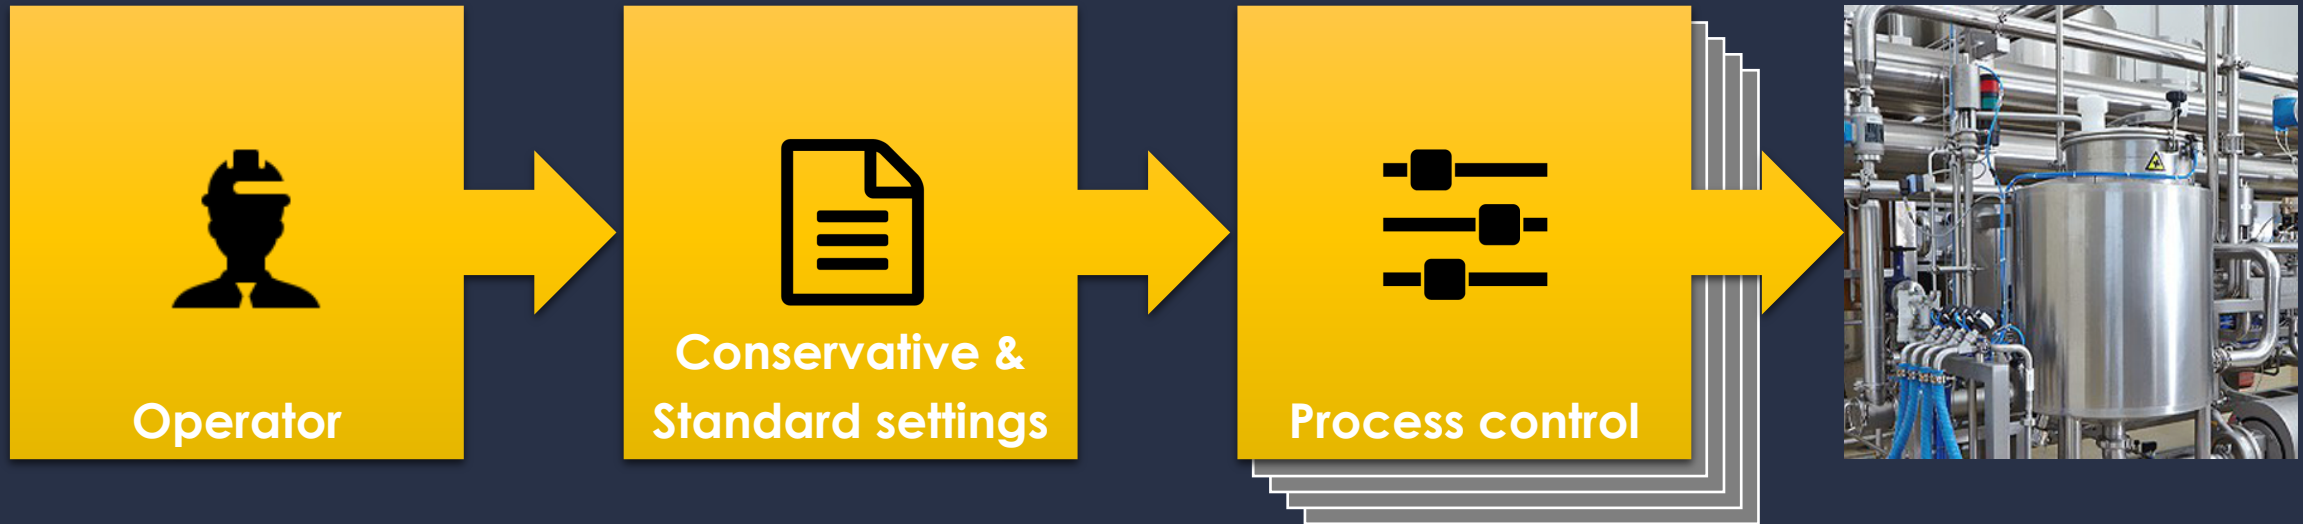 Operator
Conservative &
Standard settings
Process control